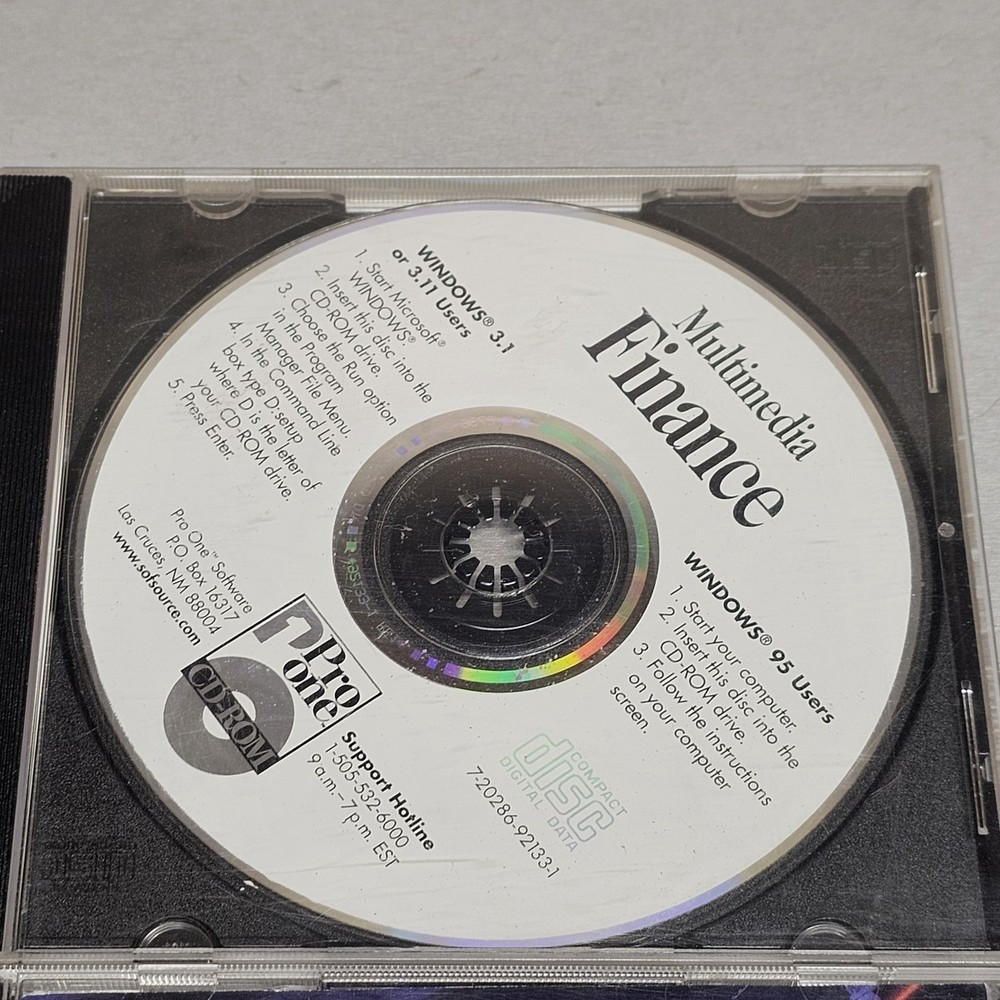 Multimedia
Finance
WINDOWS® 3.1
or 3.11 Users
1. Start Microsoft®
WINDOWS®.
2. Insert this disc into the
CD-ROM drive.
3. Choose the Run option
in the Program
Manager File Menu.
4. In the Command Line
box type D:setup
where D is the letter of
your CD-ROM drive.
5. Press Enter.
WINDOWS® 95 Users
1. Start your computer.
2. Insert this disc into the
CD-ROM drive.
3. Follow the instructions
on your computer
screen.
Pro One™ Software
P.O. Box 16317
Las Cruces, NM 88004
www.sofsource.com
Pro
one™
CD-ROM
Support Hotline
1-505-532-6000
9 a.m. – 7 p.m. EST
COMPACT
disc
DIGITAL DATA
7-20286-92133-1